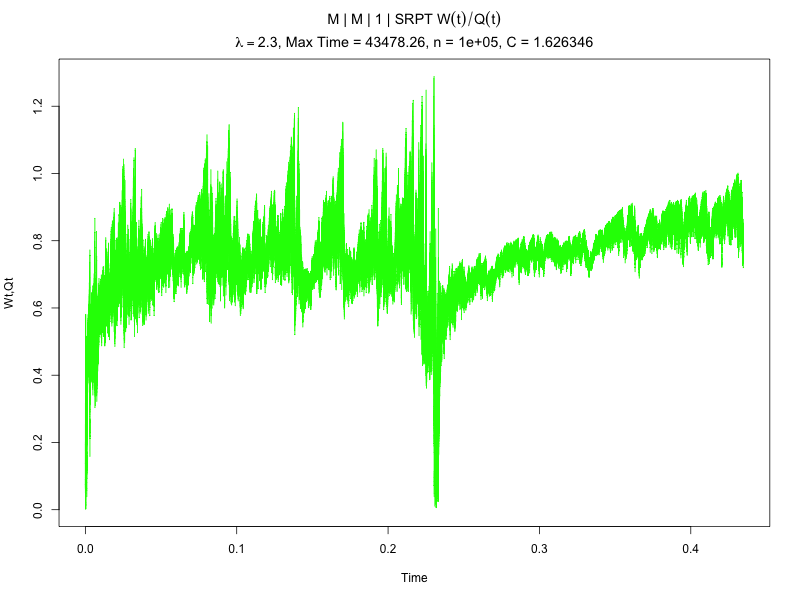 M | M | 1 | SRPT W(t)/Q(t)
λ = 2.3, Max Time = 43478.26, n = 1e+05, C = 1.626346
Wt,Qt
1.2
1.0
0.8
0.6
0.4
0.2
0.0
0.0 0.1 0.2 0.3 0.4
Time